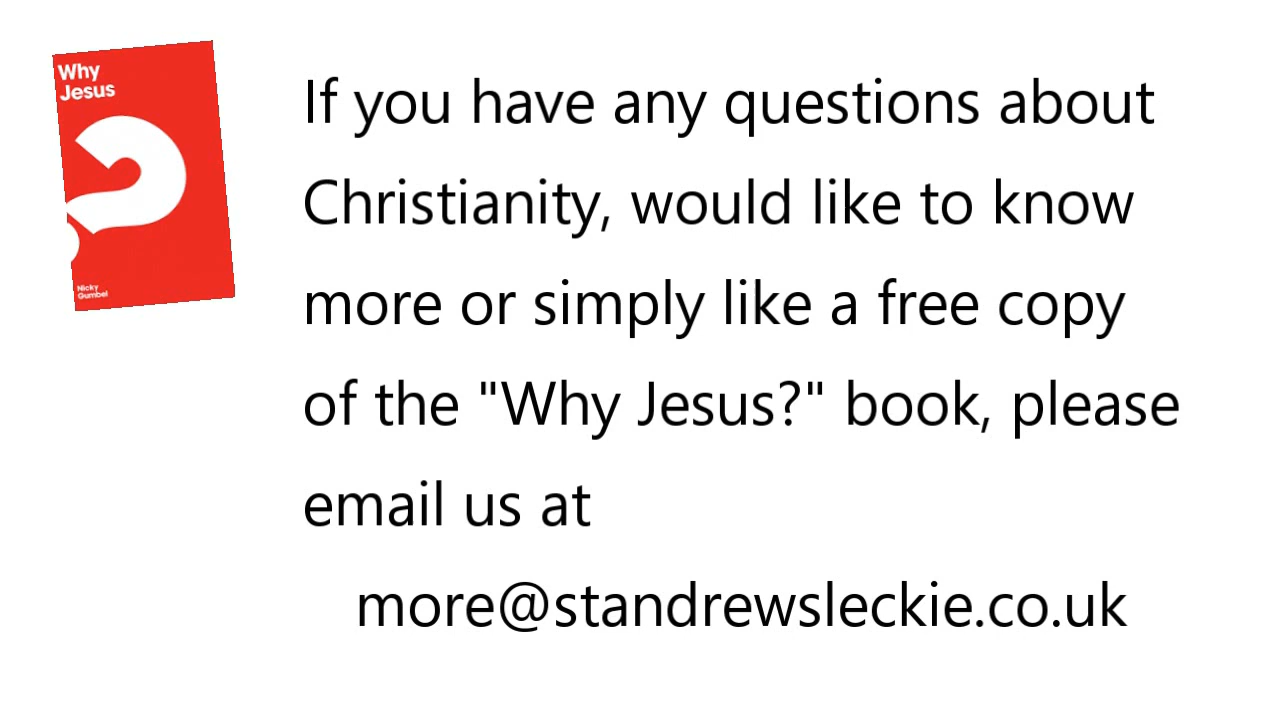 Why
Jesus
Nicky
Gumbel
If you have any questions about
Christianity, would like to know
more or simply like a free copy
of the "Why Jesus?" book, please
email us at
more@standrewsleckie.co.uk